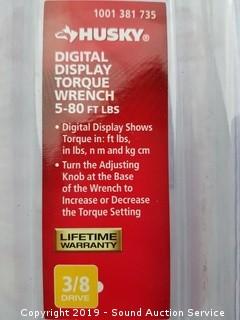 1001 381 735
HUSKY®
DIGITAL
DISPLAY
TORQUE
WRENCH
5-80 FT LBS
• Digital Display Shows
Torque in: ft lbs,
in lbs, n m and kg cm
• Turn the Adjusting
Knob at the Base
of the Wrench to
Increase or Decrease
the Torque Setting
LIFETIME
WARRANTY
3/8
DRIVE
Copyright 2019 - Sound Auction Service